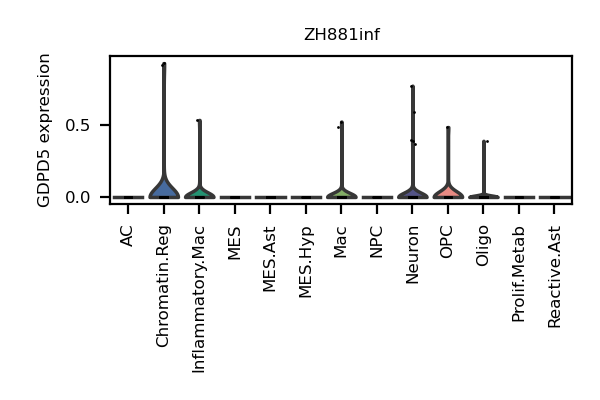 ZH881inf
GDPD5 expression
0.5
0.0
AC
Chromatin.Reg
Inflammatory.Mac
MES
MES.Ast
MES.Hyp
Mac
NPC
Neuron
OPC
Oligo
Prolif.Metab
Reactive.Ast